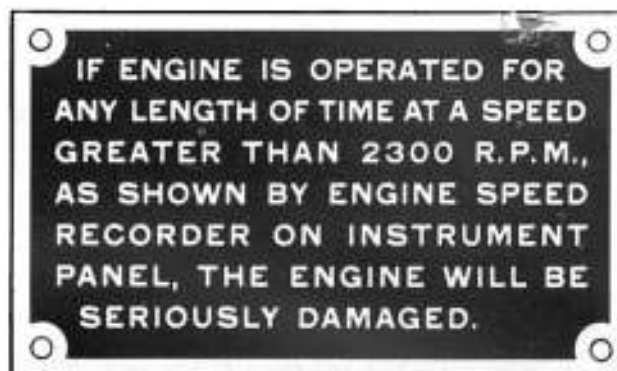 IF ENGINE IS OPERATED FOR
ANY LENGTH OF TIME AT A SPEED
GREATER THAN 2300 R.P.M.,
AS SHOWN BY ENGINE SPEED
RECORDER ON INSTRUMENT
PANEL, THE ENGINE WILL BE
SERIOUSLY DAMAGED.